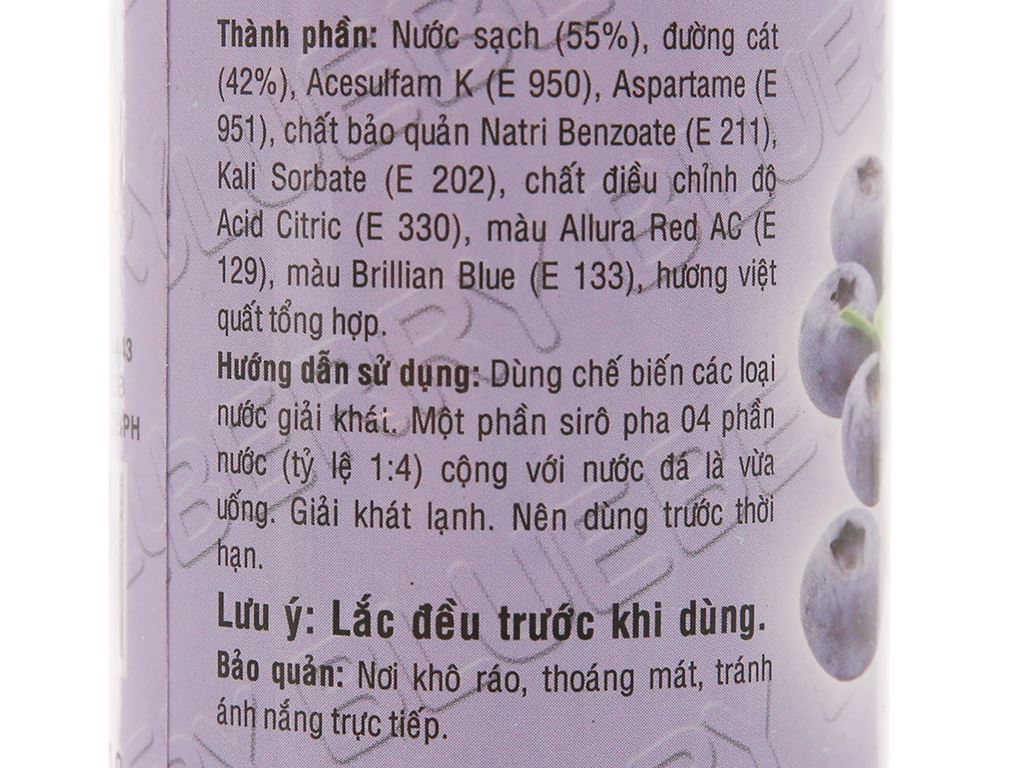 Thành phần: Nước sạch (55%), đường cát
(42%), Acesulfam K (E 950), Aspartame (E
951), chất bảo quản Natri Benzoate (E 211),
Kali Sorbate (E 202), chất điều chỉnh độ
Acid Citric (E 330), màu Allura Red AC (E
129), màu Brillian Blue (E 133), hương việt
quất tổng hợp.
Hướng dẫn sử dụng: Dùng chế biến các loại
nước giải khát. Một phần sirô pha 04 phần
nước (tỷ lệ 1:4) cộng với nước đá là vừa
uống. Giải khát lạnh. Nên dùng trước thời
hạn.
Lưu ý: Lắc đều trước khi dùng.
Bảo quản: Nơi khô ráo, thoáng mát, tránh
ánh nắng trực tiếp.
BLUEBERRY BLUEBERRY